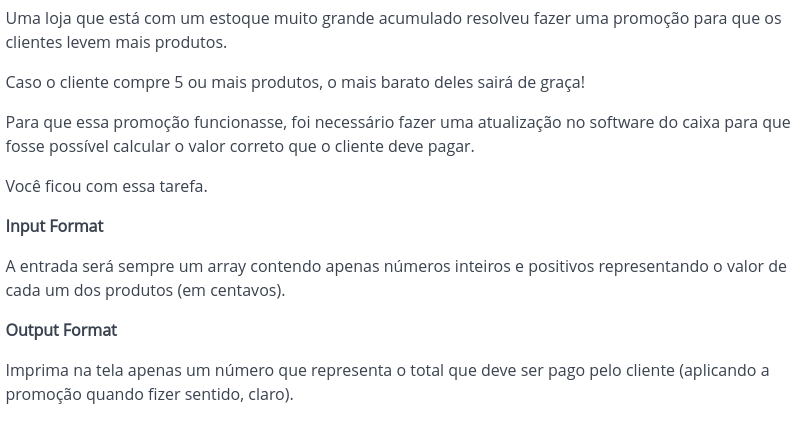 Uma loja que está com um estoque muito grande acumulado resolveu fazer uma promoção para que os
clientes levem mais produtos.
Caso o cliente compre 5 ou mais produtos, o mais barato deles sairá de graça!
Para que essa promoção funcionasse, foi necessário fazer uma atualização no software do caixa para que
fosse possível calcular o valor correto que o cliente deve pagar.
Você ficou com essa tarefa.
Input Format
A entrada será sempre um array contendo apenas números inteiros e positivos representando o valor de
cada um dos produtos (em centavos).
Output Format
Imprima na tela apenas um número que representa o total que deve ser pago pelo cliente (aplicando a
promoção quando fizer sentido, claro).